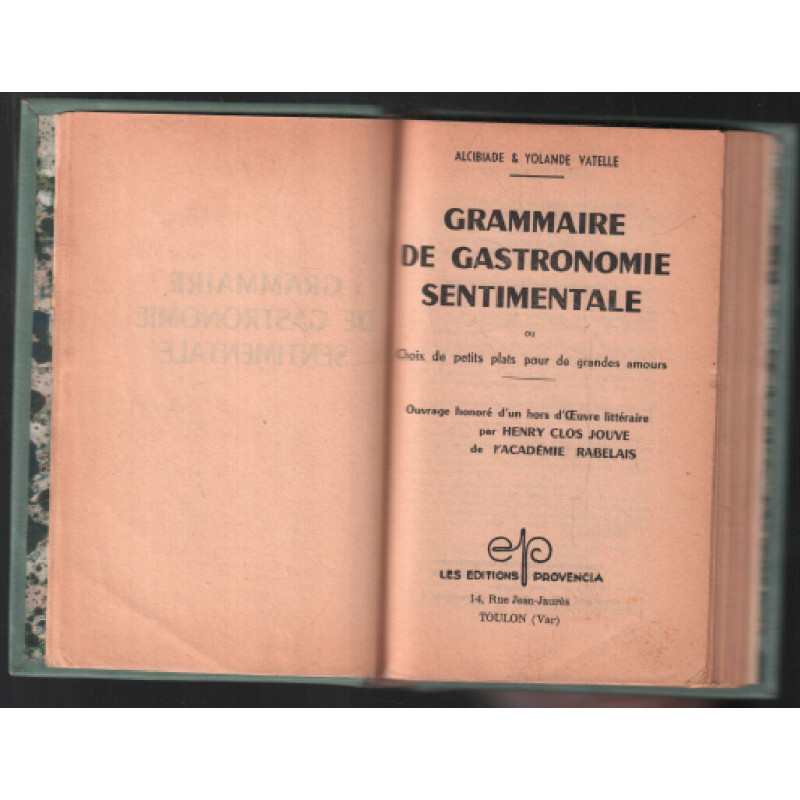 ALCIBIADE & YOLANDE VATELLE
GRAMMAIRE
DE GASTRONOMIE
SENTIMENTALE
ou
Choix de petits plats pour de grandes amours
Ouvrage honoré d'un hors d'Œuvre littéraire
par HENRY CLOS JOUVE
de l'ACADÉMIE RABELAIS
ep
LES EDITIONS PROVENCIA
14, Rue Jean-Jaurès
TOULON (Var)